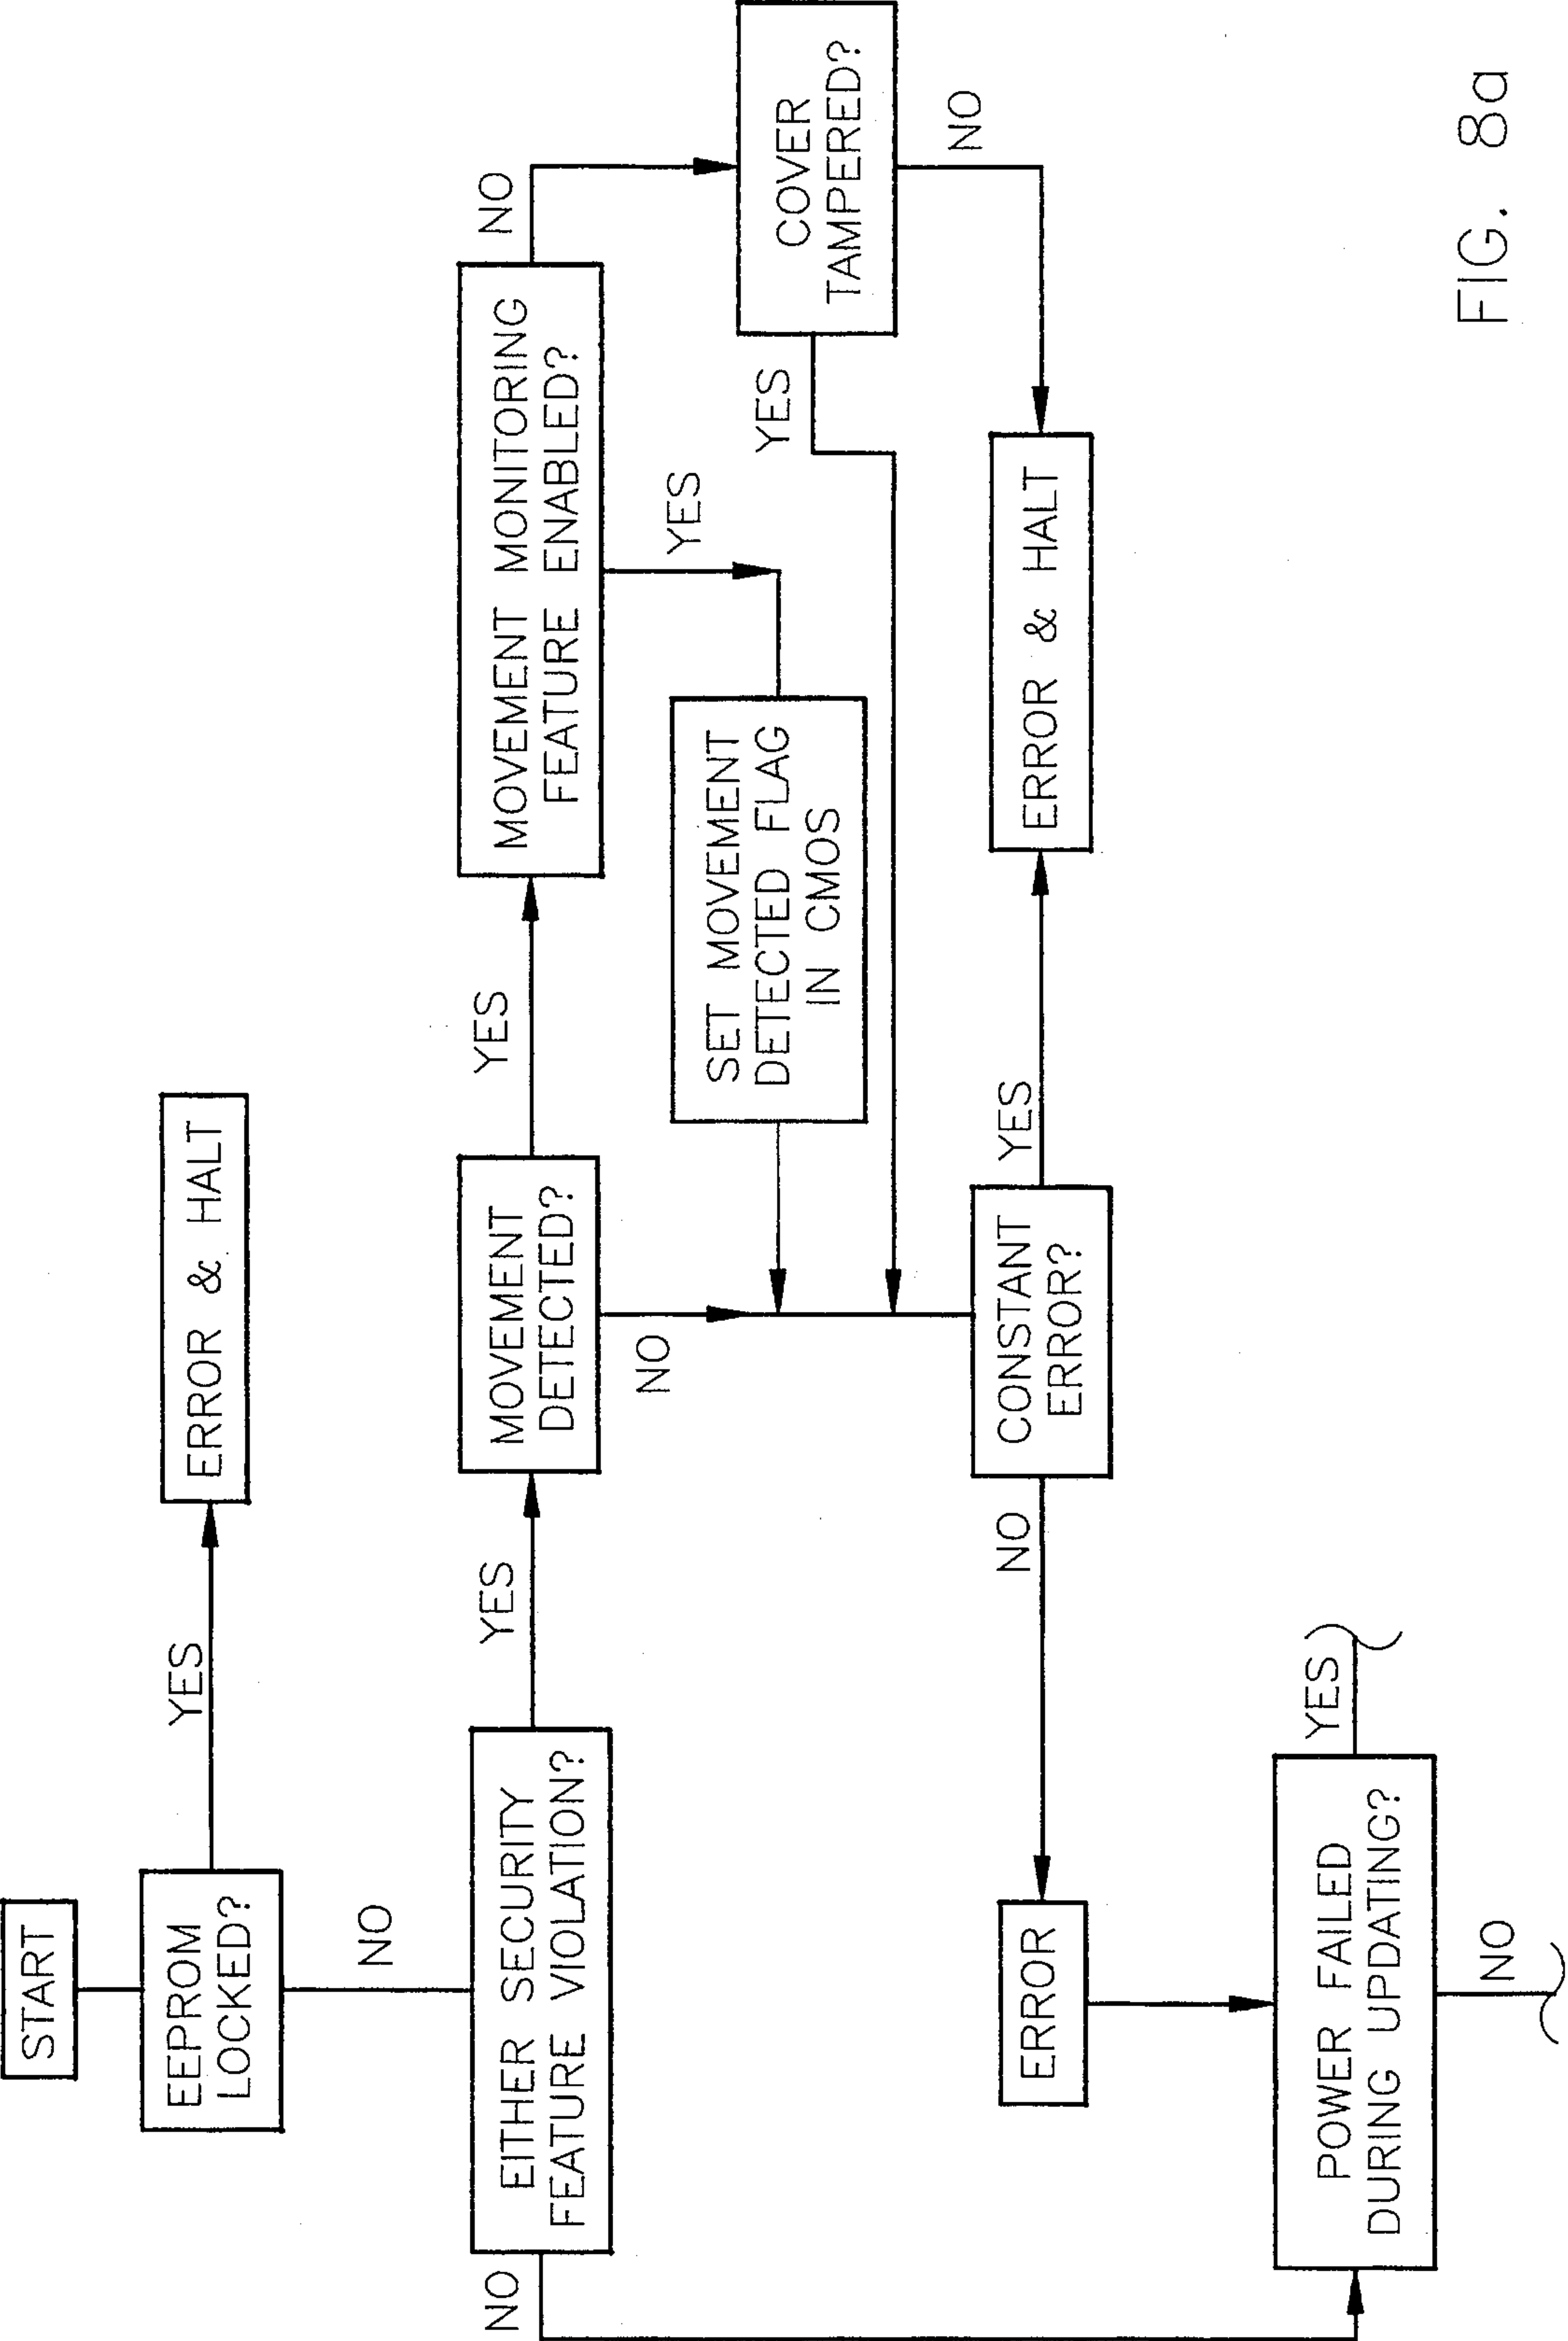 START
EEPROM
LOCKED?
YES
ERROR & HALT
NO
EITHER SECURITY
FEATURE VIOLATION?
NO
YES
MOVEMENT
DETECTED?
YES
MOVEMENT MONITORING
FEATURE ENABLED?
NO
NO
YES
SET MOVEMENT
DETECTED FLAG
IN CMOS
YES
COVER
TAMPERED?
NO
CONSTANT
ERROR?
NO
YES
ERROR & HALT
ERROR
POWER FAILED
DURING UPDATING?
YES
NO
FIG. 8a